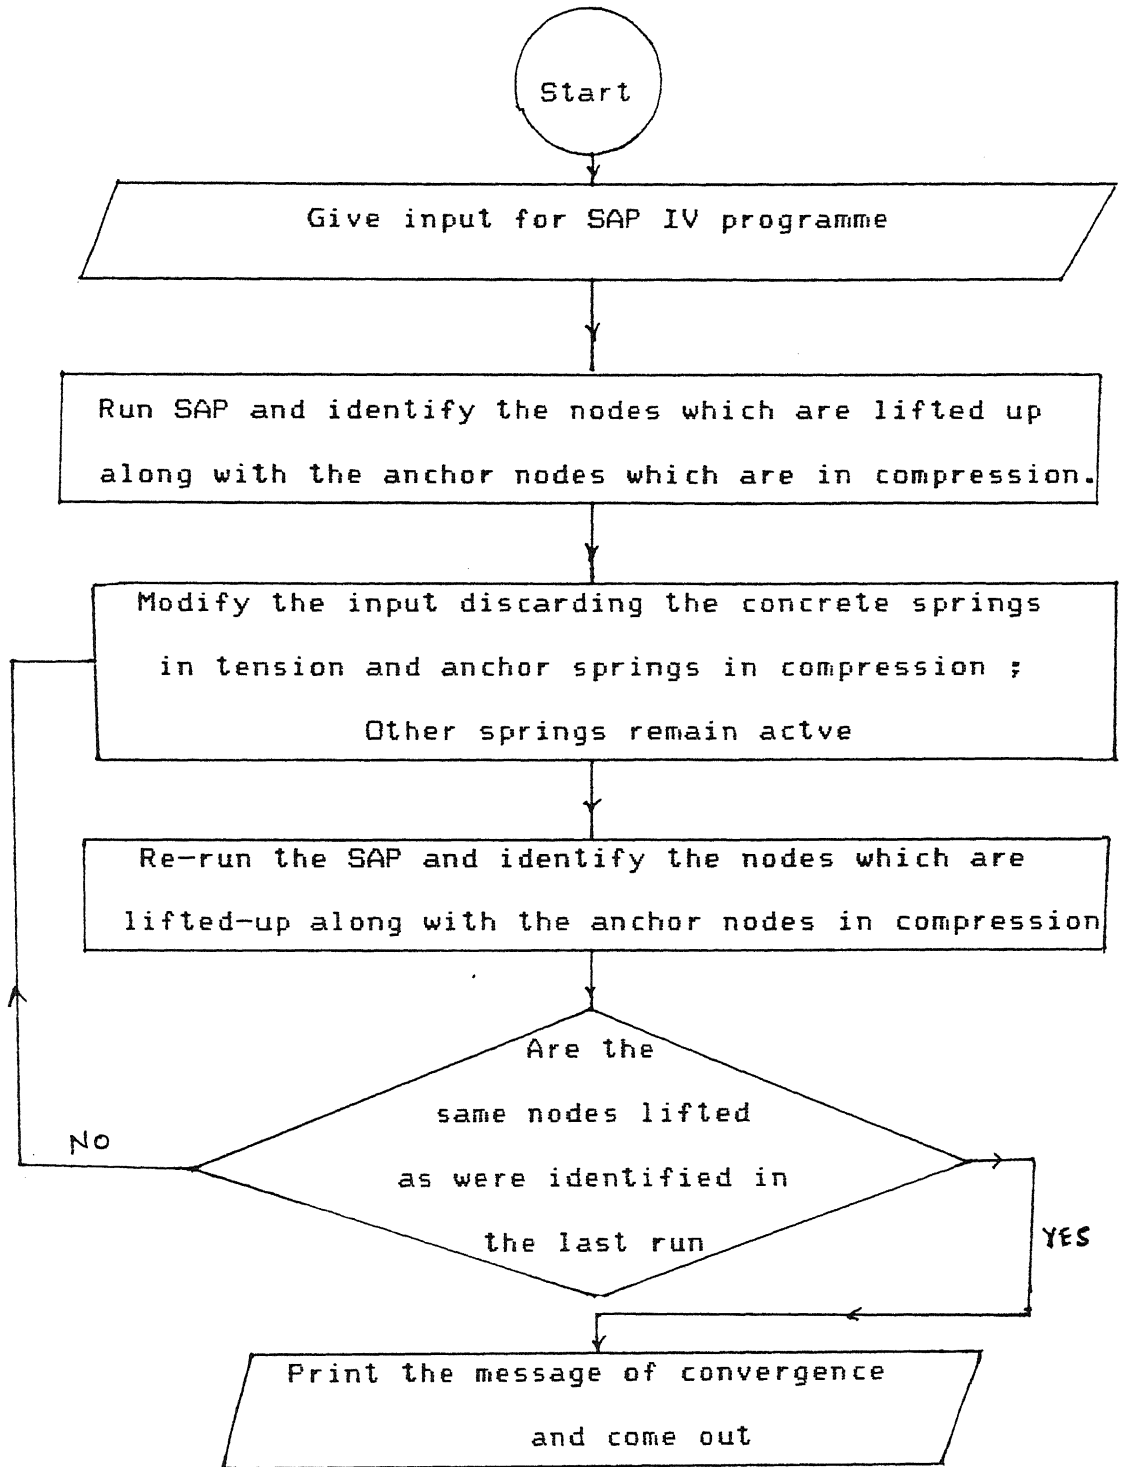 Start
Give input for SAP IV programme
Run SAP and identify the nodes which are lifted up
along with the anchor nodes which are in compression.
Modify the input discarding the concrete springs
in tension and anchor springs in compression ;
Other springs remain actve
Re-run the SAP and identify the nodes which are
lifted-up along with the anchor nodes in compression
Are the
same nodes lifted
as were identified in
the last run
NO
YES
Print the message of convergence
and come out